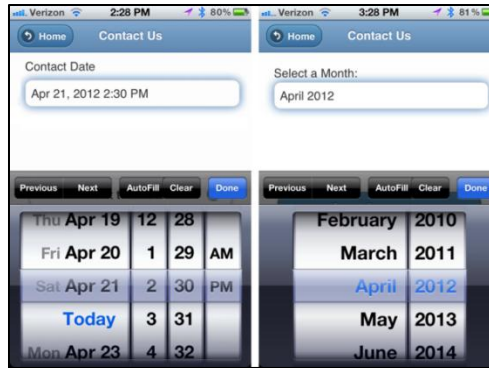 Verizon 2:28 PM 80%
Home Contact Us
Contact Date
Apr 21, 2012 2:30 PM
Previous Next AutoFill Clear Done
Thu Apr 19 12 28
Fri Apr 20 1 29 AM
Sat Apr 21 2 30 PM
Today 3 31
Mon Apr 23 4 32
Verizon 3:28 PM 81%
Home Contact Us
Select a Month:
April 2012
Previous Next AutoFill Clear Done
February 2010
March 2011
April 2012
May 2013
June 2014